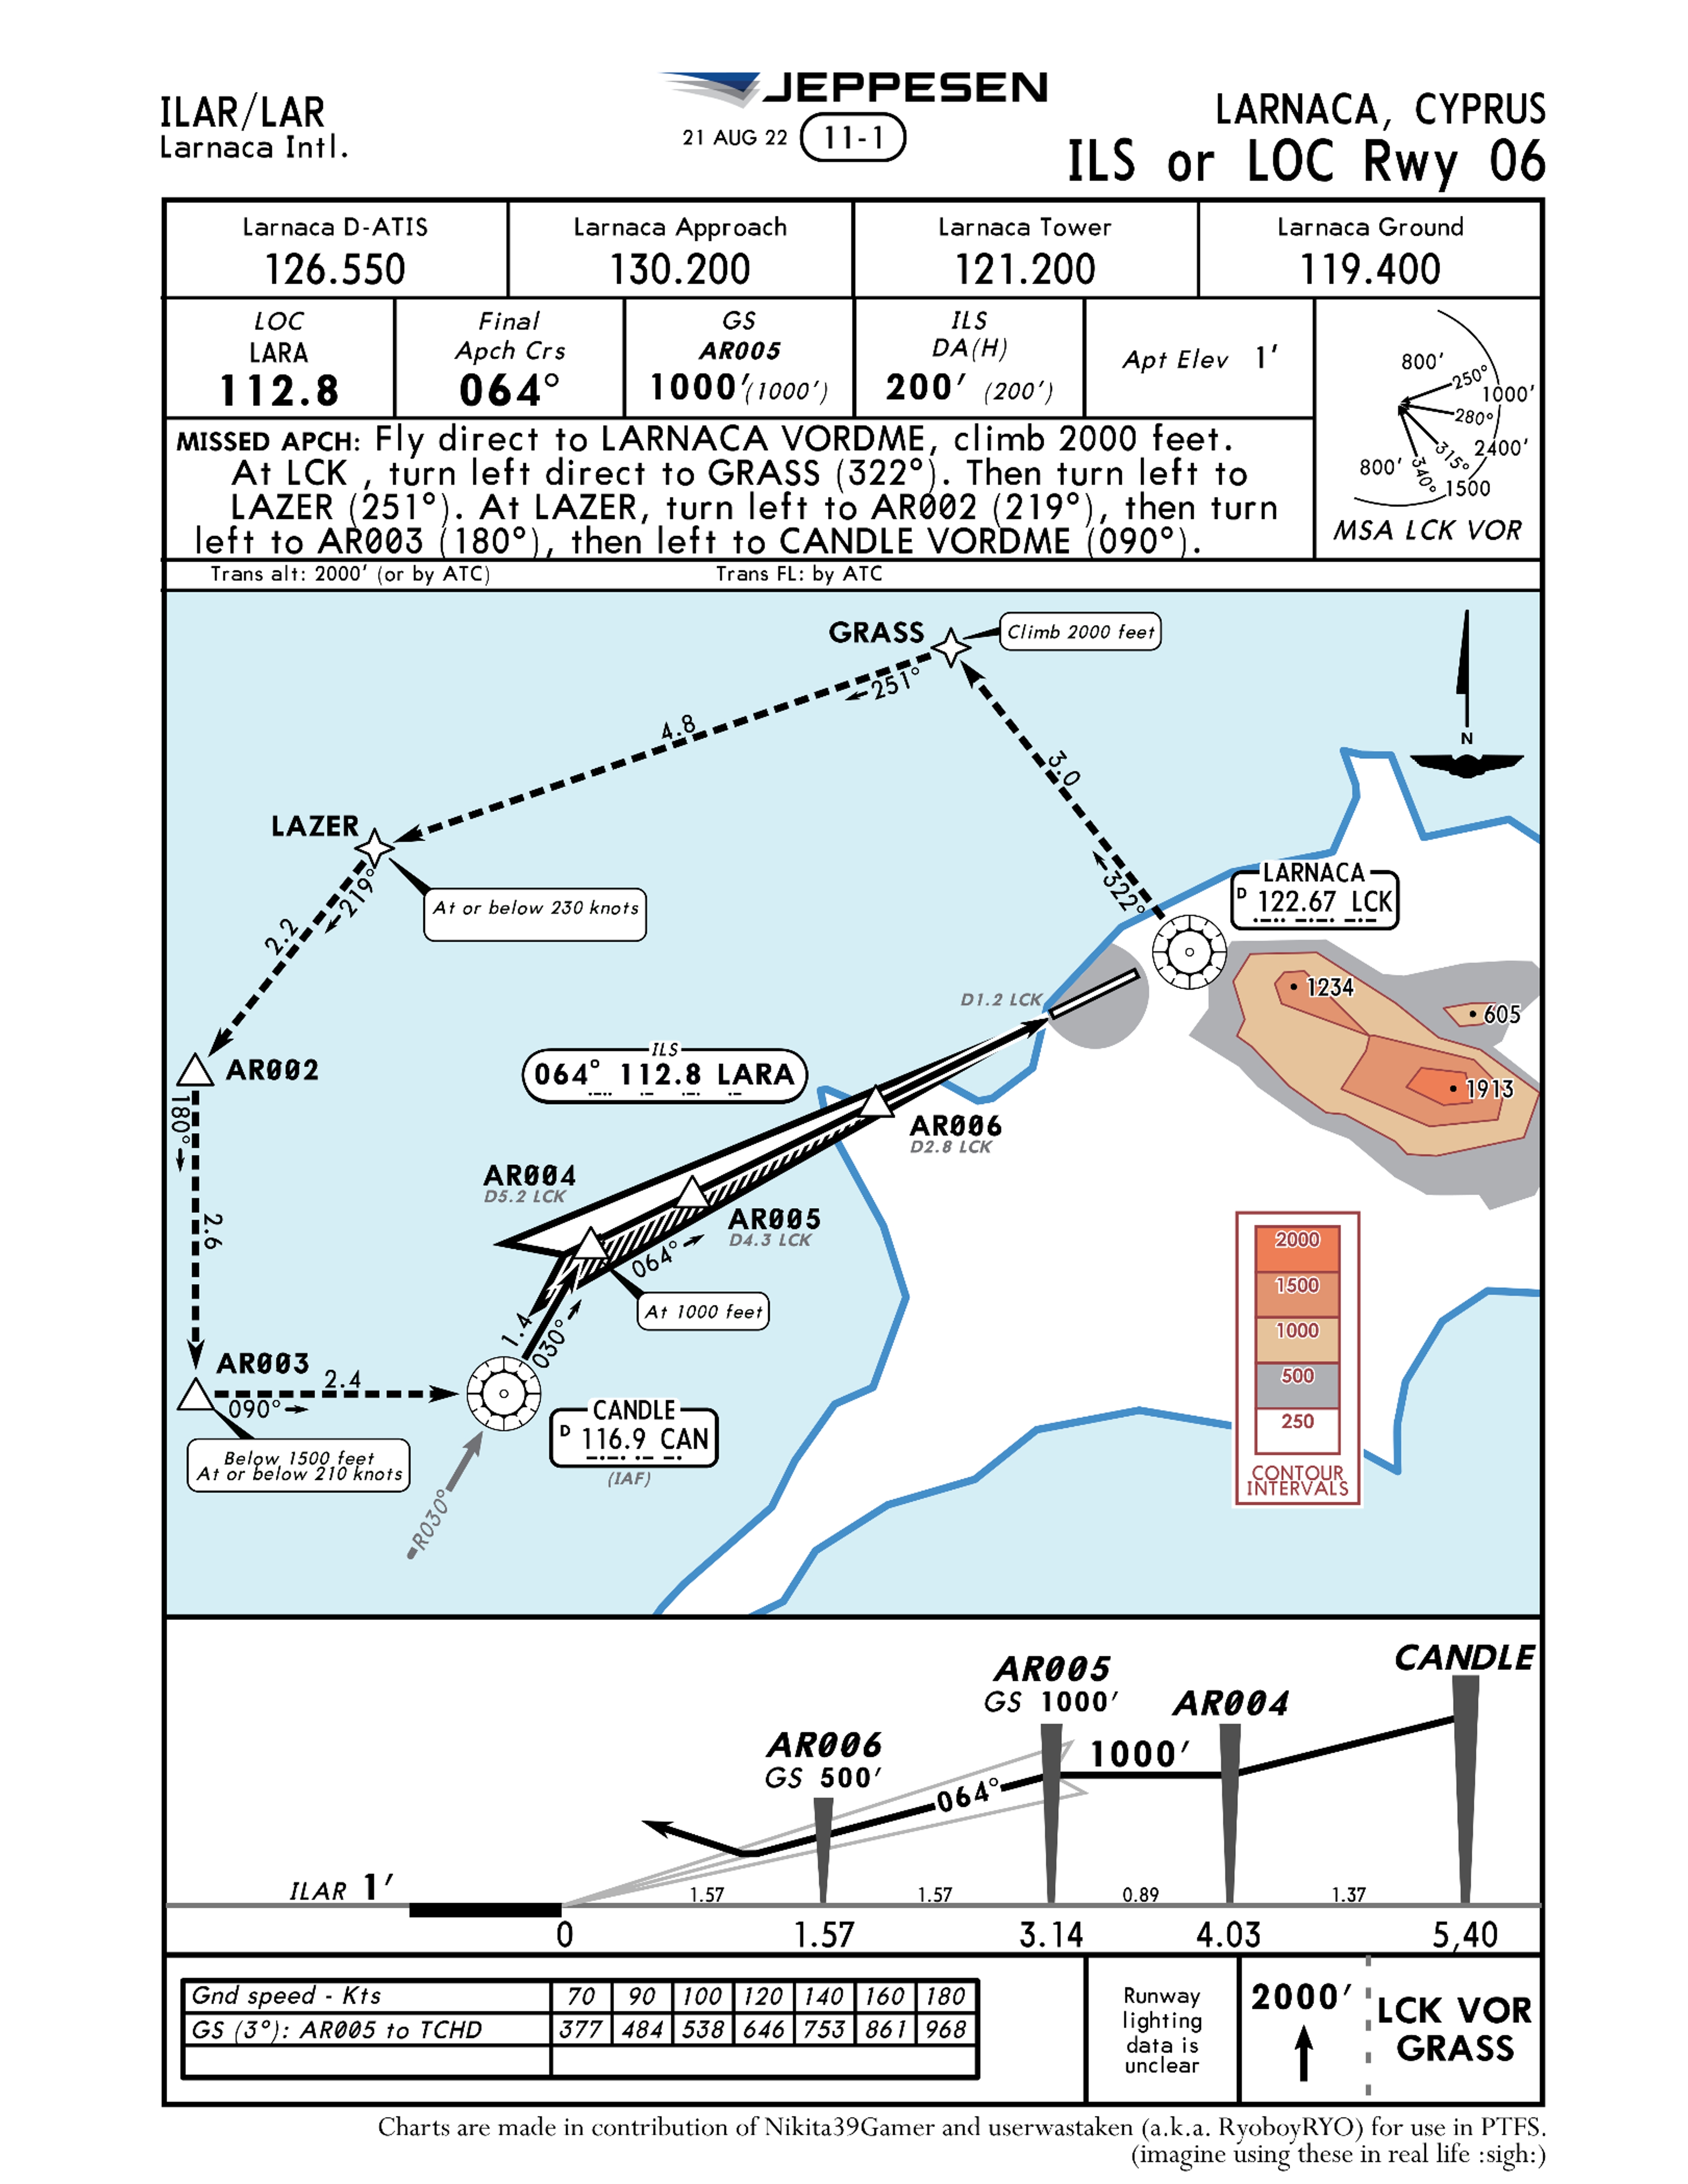 JEPPESEN
ILAR/LAR
Larnaca Intl.
21 AUG 22
11-1
LARNACA, CYPRUS
ILS or LOC Rwy 06
Larnaca D-ATIS
126.550
Larnaca Approach
130.200
Larnaca Tower
121.200
Larnaca Ground
119.400
LOC
LARA
112.8
Final
Apch Crs
064°
GS
AR005
1000'(1000')
ILS
DA(H)
200' (200')
Apt Elev 1'
800'
250°
1000'
280°
2400'
315°
800'
340°
1500
MSA LCK VOR
MISSED APCH: Fly direct to LARNACA VORDME, climb 2000 feet.
At LCK , turn left direct to GRASS (322°). Then turn left to
LAZER (251°). At LAZER, turn left to AR002 (219°), then turn
left to AR003 (180°), then left to CANDLE VORDME (090°).
Trans alt: 2000' (or by ATC)
Trans FL: by ATC
GRASS
Climb 2000 feet
251°
4.8
3.0
N
LAZER
219°
At or below 230 knots
2.2
322°
LARNACA
D 122.67 LCK
1234
605
1913
D1.2 LCK
AR002
180°
ILS
064° 112.8 LARA
AR006
D2.8 LCK
AR004
D5.2 LCK
AR005
D4.3 LCK
064°
2.6
At 1000 feet
1.4
030°
AR003
2.4
090°
Below 1500 feet
At or below 210 knots
CANDLE
D 116.9 CAN
(IAF)
R030°
2000
1500
1000
500
250
CONTOUR
INTERVALS
CANDLE
AR005
GS 1000'
AR004
AR006
GS 500'
1000'
064°
ILAR 1'
1.57
1.57
0.89
1.37
0
1.57
3.14
4.03
5,40
Gnd speed - Kts 70 90 100 120 140 160 180
GS (3°): AR005 to TCHD 377 484 538 646 753 861 968
Runway
lighting
data is
unclear
2000'
LCK VOR
GRASS
Charts are made in contribution of Nikita39Gamer and userwastaken (a.k.a. RyoboyRYO) for use in PTFS.
(imagine using these in real life :sigh:)